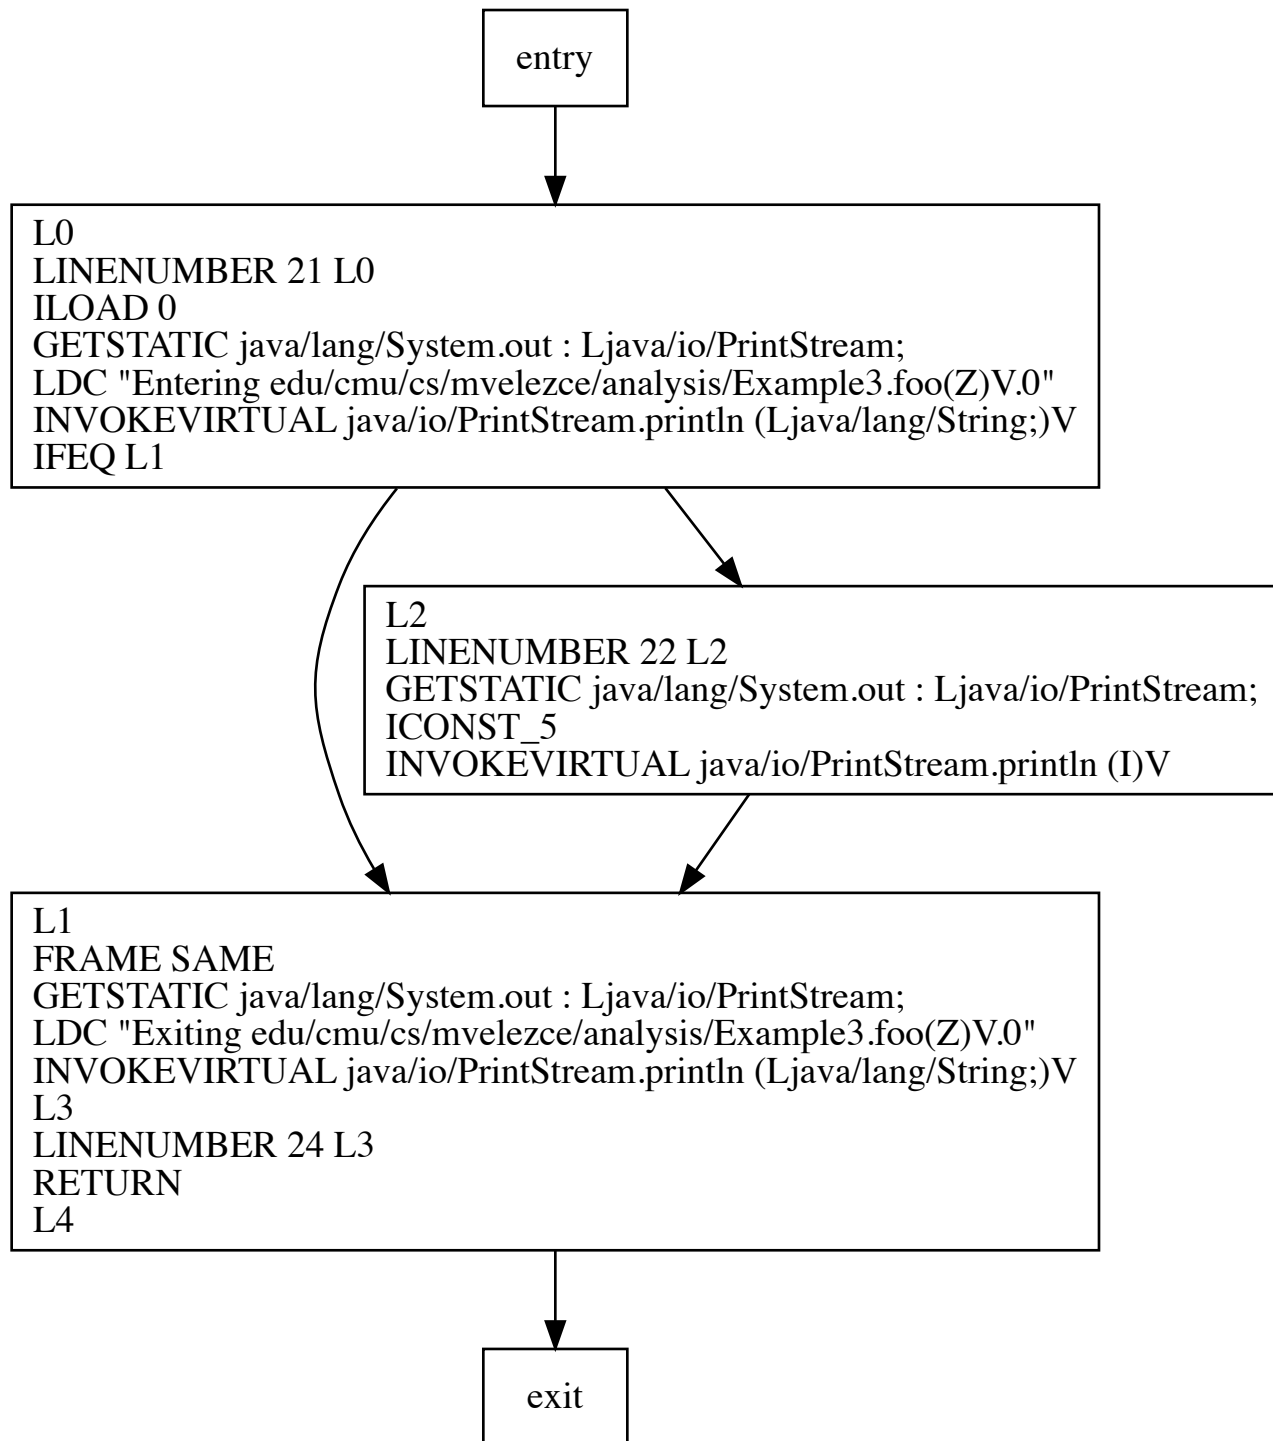 entry
L0
LINENUMBER 21 L0
ILOAD 0
GETSTATIC java/lang/System.out : Ljava/io/PrintStream;
LDC "Entering edu/cmu/cs/mvelezce/analysis/Example3.foo(Z)V.0"
INVOKEVIRTUAL java/io/PrintStream.println (Ljava/lang/String;)V
IFEQ L1
L2
LINENUMBER 22 L2
GETSTATIC java/lang/System.out : Ljava/io/PrintStream;
ICONST_5
INVOKEVIRTUAL java/io/PrintStream.println (I)V
L1
FRAME SAME
GETSTATIC java/lang/System.out : Ljava/io/PrintStream;
LDC "Exiting edu/cmu/cs/mvelezce/analysis/Example3.foo(Z)V.0"
INVOKEVIRTUAL java/io/PrintStream.println (Ljava/lang/String;)V
L3
LINENUMBER 24 L3
RETURN
L4
exit